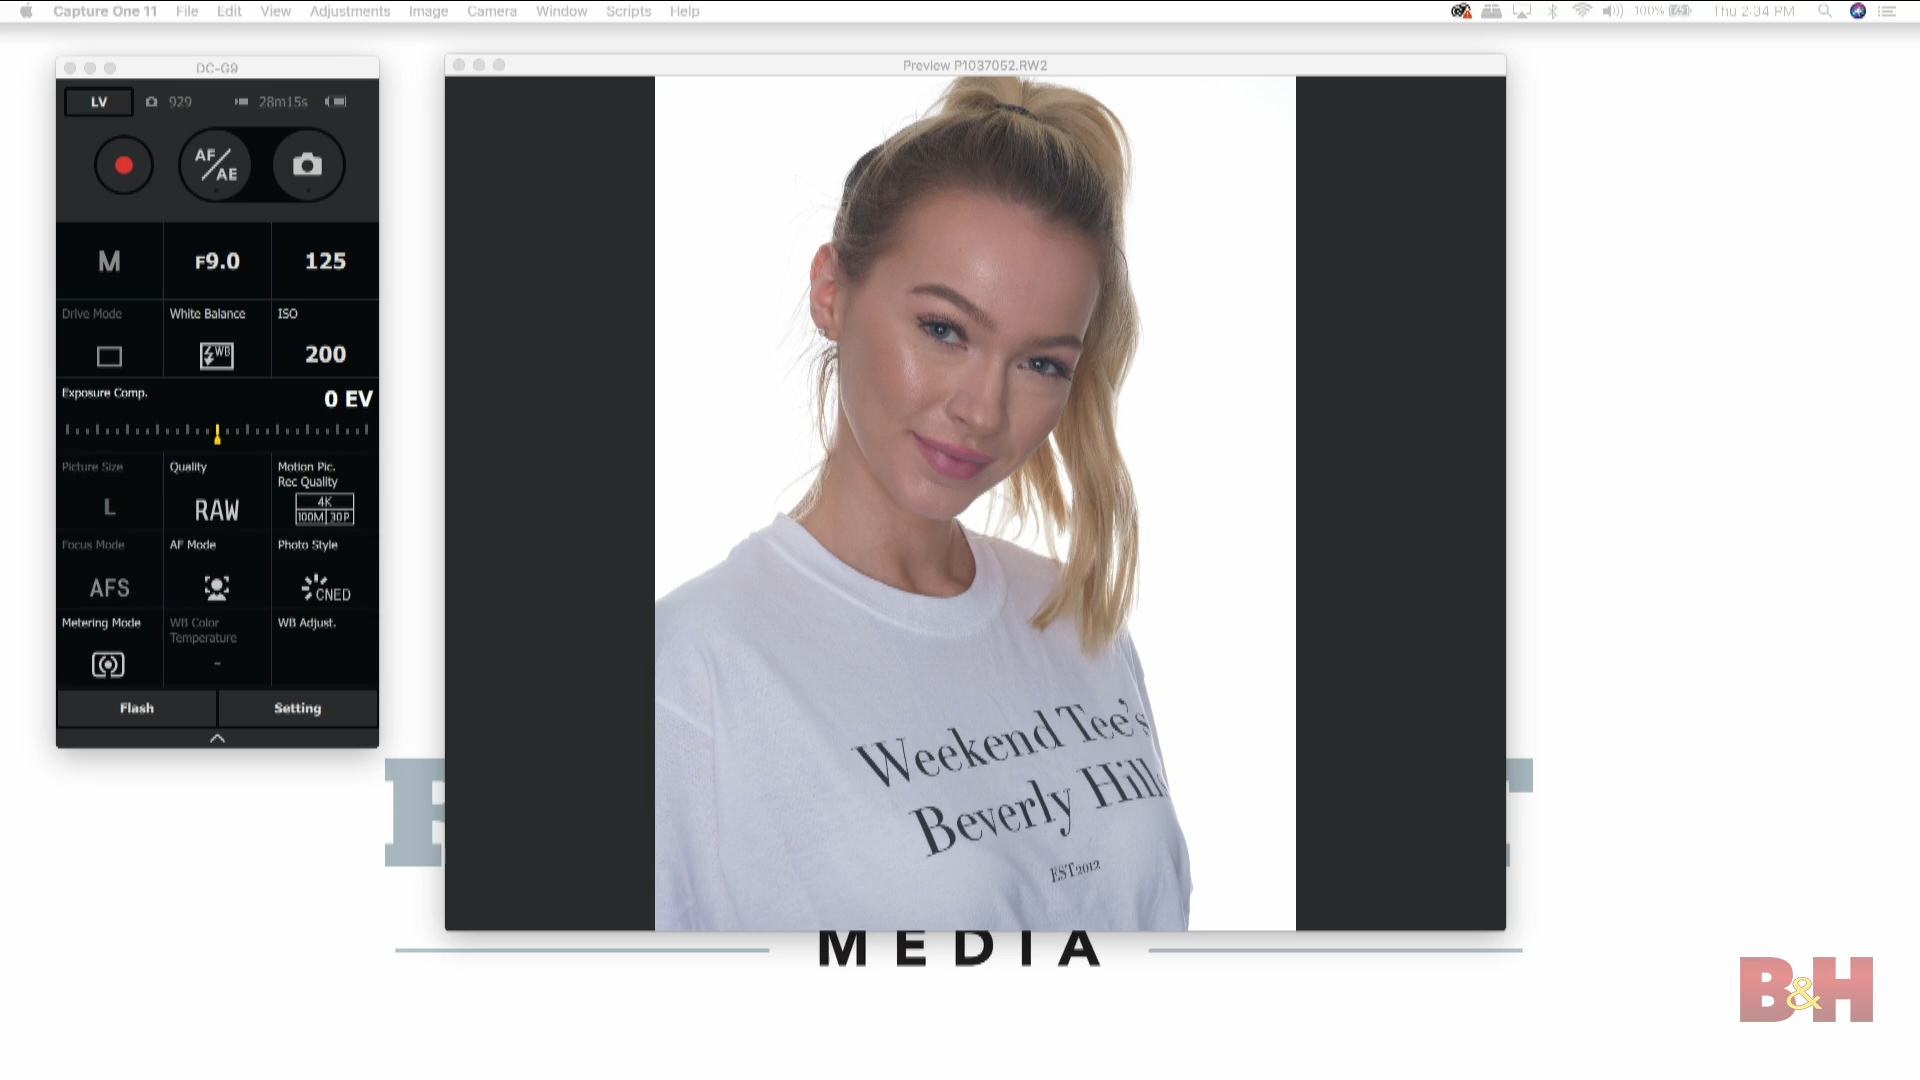 Capture One 11 File Edit View Adjustments Image Camera Window Scripts Help 100% Thu 2:34 PM
DC-G9
Preview P1037052.RW2
LV 929 28m15s
AF/AE
M F9.0 125
Drive Mode White Balance ISO
WB 200
Exposure Comp.
0 EV
Picture Size Quality Motion Pic.
Rec Quality
L RAW 4K
100M 30P
Focus Mode AF Mode Photo Style
AFS CNED
Metering Mode WB Color WB Adjust.
Temperature
-
Flash Setting
Weekend Tee's
Beverly Hills
EST2012
MEDIA
B&H